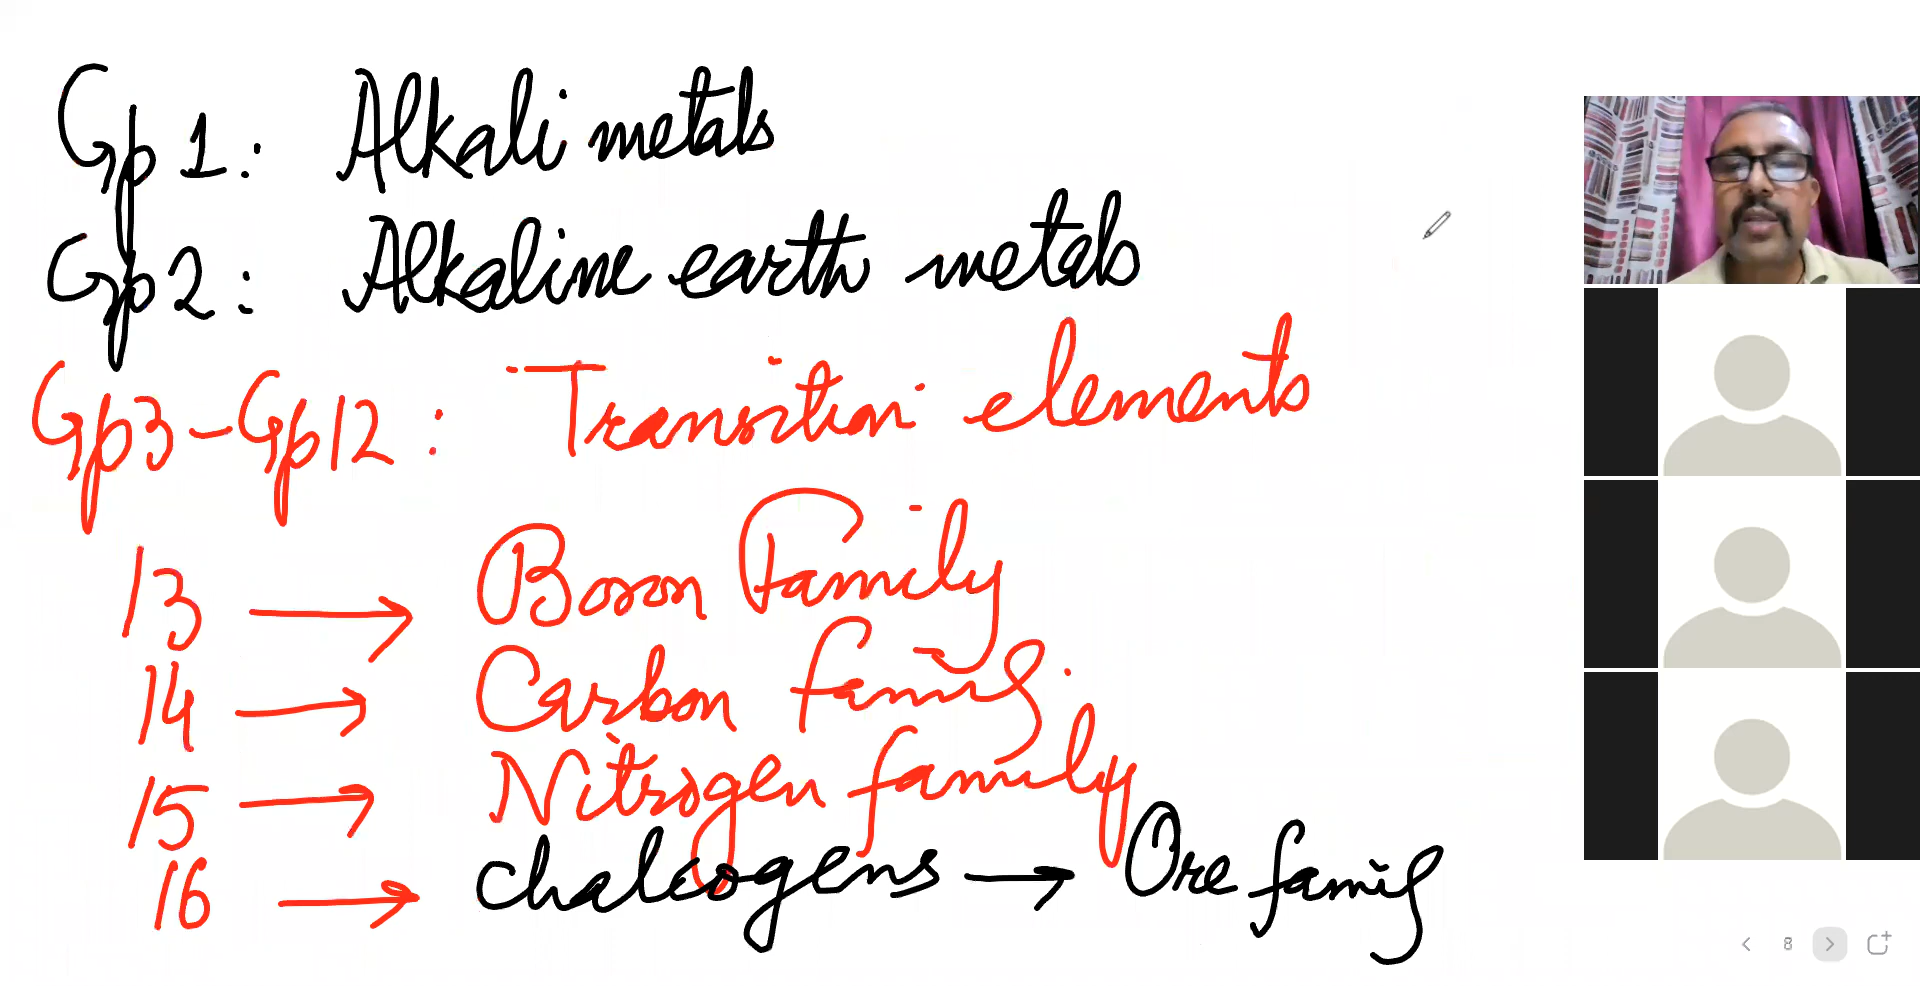 Gp 1: Alkali metals
Gp 2: Alkaline earth metals
Gp3-Gp12: Transition elements
13 → Boron Family
14 → Carbon family.
15 → Nitrogen family
16 → chalcogens → Ore family
8